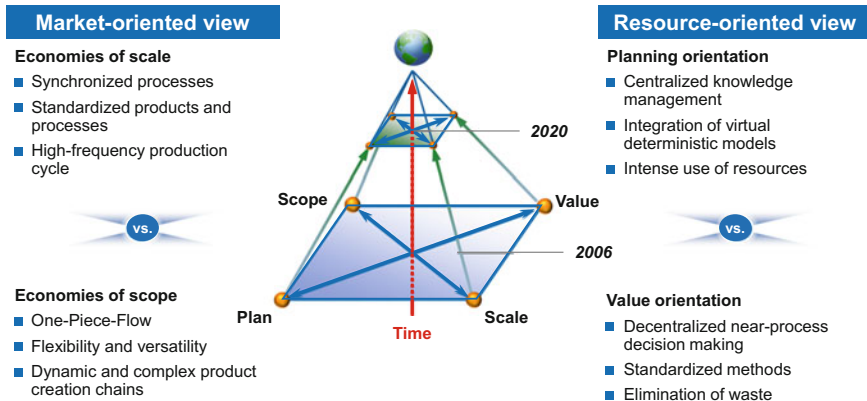 Market-oriented view
Economies of scale
Synchronized processes
Standardized products and
processes
High-frequency production
cycle
vs.
Economies of scope
One-Piece-Flow
Flexibility and versatility
Dynamic and complex product
creation chains
2020
Scope
Value
2006
Plan
Scale
Time
Resource-oriented view
Planning orientation
Centralized knowledge
management
Integration of virtual
deterministic models
Intense use of resources
vs.
Value orientation
Decentralized near-process
decision making
Standardized methods
Elimination of waste